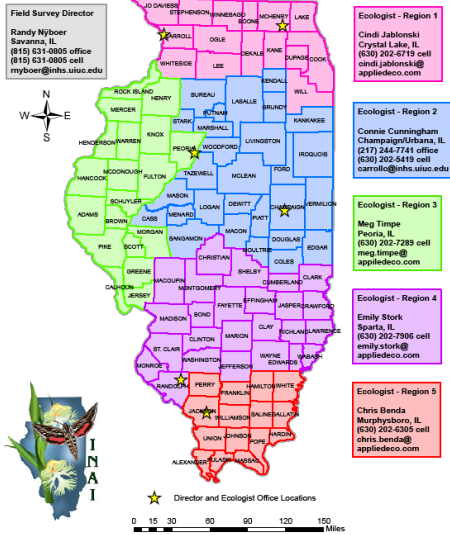 Field Survey Director
Randy Nÿboer
Savanna, IL
(815) 631-0805 office
(815) 631-0805 cell
rnyboer@inhs.uiuc.edu
N
W E
S
JO DAVIESS
STEPHENSON
WINNEBAGO
BOONE
MCHENRY
LAKE
CARROLL
OGLE
DEKALB
KANE
DUPAGE
COOK
WHITESIDE
LEE
KENDALL
WILL
ROCK ISLAND
HENRY
BUREAU
LASALLE
GRUNDY
MERCER
PUTNAM
KANKAKEE
STARK
MARSHALL
KNOX
LIVINGSTON
HENDERSON
WARREN
PEORIA
WOODFORD
IROQUOIS
MCDONOUGH
FULTON
TAZEWELL
MCLEAN
FORD
HANCOCK
MASON
SCHUYLER
LOGAN
DEWITT
CHAMPAIGN
VERMILION
ADAMS
BROWN
CASS
MENARD
PIATT
MORGAN
SANGAMON
MACON
DOUGLAS
PIKE
SCOTT
MOULTRIE
EDGAR
CHRISTIAN
COLES
GREENE
SHELBY
CLARK
MACOUPIN
MONTGOMERY
CUMBERLAND
CALHOUN
JERSEY
FAYETTE
EFFINGHAM
JASPER
CRAWFORD
MADISON
BOND
CLAY
RICHLAND
LAWRENCE
CLINTON
MARION
ST. CLAIR
WASHINGTON
WAYNE
EDWARDS
WABASH
MONROE
JEFFERSON
RANDOLPH
PERRY
FRANKLIN
HAMILTON
WHITE
JACKSON
WILLIAMSON
SALINE
GALLATIN
UNION
JOHNSON
POPE
HARDIN
ALEXANDER
PULASKI
MASSAC
Ecologist - Region 1
Cindi Jablonski
Crystal Lake, IL
(630) 202-6719 cell
cindi.jablonski@
appliedeco.com
Ecologist - Region 2
Connie Cunningham
Champaign/Urbana, IL
(217) 244-7741 office
(630) 202-5419 cell
carrollc@inhs.uiuc.edu
Ecologist - Region 3
Meg Timpe
Peoria, IL
(630) 202-7289 cell
meg.timpe@
appliedeco.com
Ecologist - Region 4
Emily Stork
Sparta, IL
(630) 202-7906 cell
emily.stork@
appliedeco.com
Ecologist - Region 5
Chris Benda
Murphysboro, IL
(630) 202-6305 cell
chris.benda@
appliedeco.com
INAI
Director and Ecologist Office Locations
0 15 30 60 90 120 150
Miles